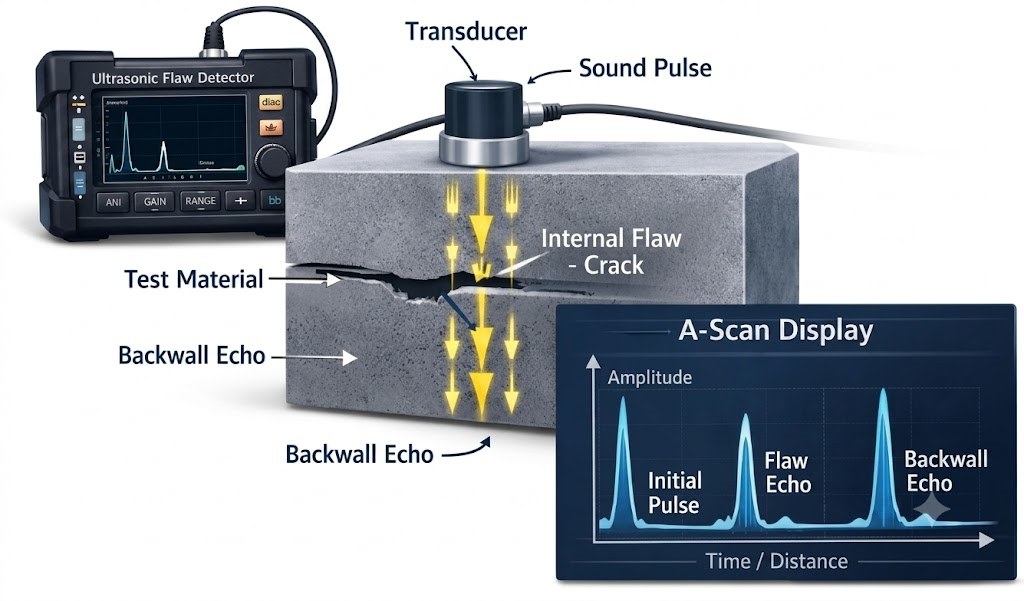 Transducer
Sound Pulse
Ultrasonic Flaw Detector
diac
ANI
GAIN
RANGE
bb
Internal Flaw
- Crack
Test Material
Backwall Echo
Backwall Echo
A-Scan Display
Amplitude
Initial
Pulse
Flaw
Echo
Backwall
Echo
Time / Distance